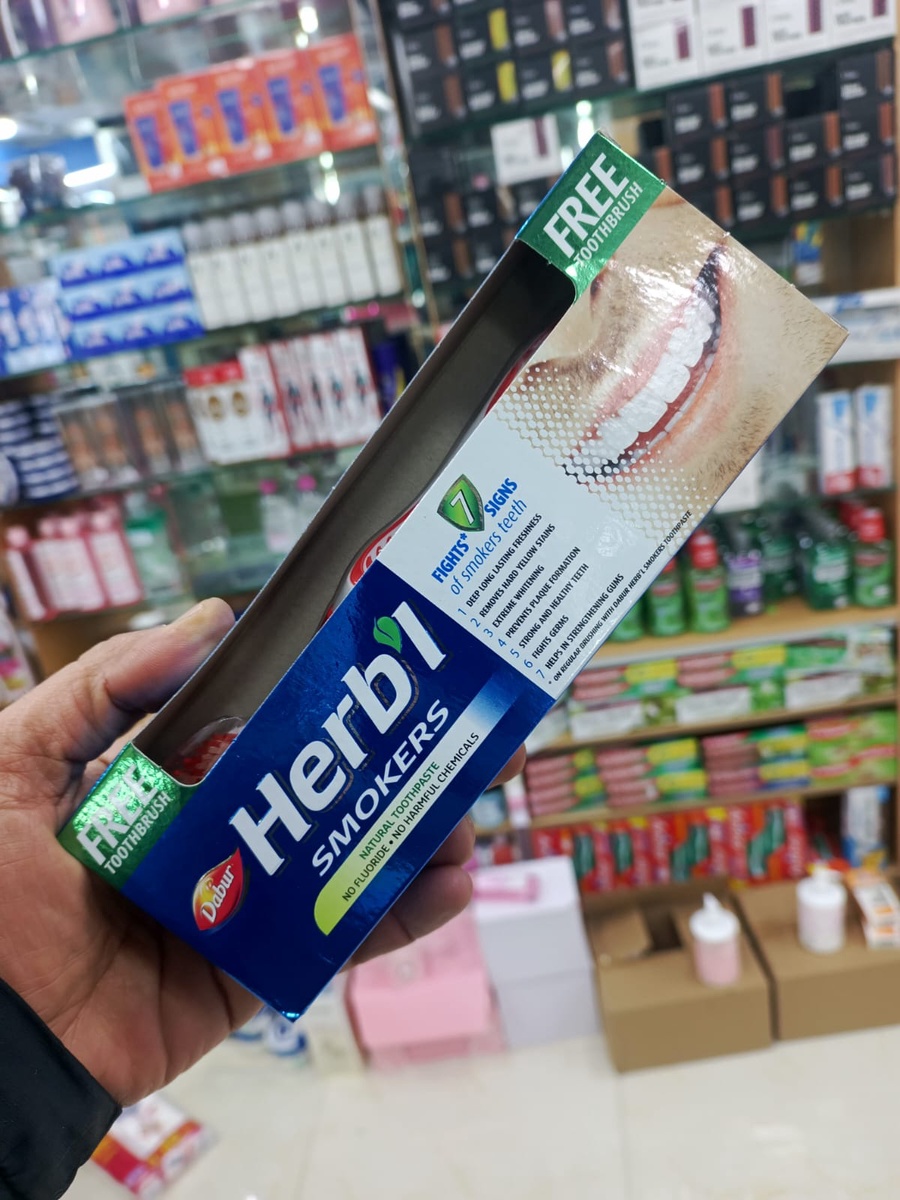 FREE
TOOTHBRUSH
FIGHTS* 7 SIGNS
of smokers teeth
1 DEEP LONG LASTING FRESHNESS
2 REMOVES HARD YELLOW STAINS
3 EXTREME WHITENING
4 PREVENTS PLAQUE FORMATION
5 STRONG AND HEALTHY TEETH
6 FIGHTS GERMS
7 HELPS IN STRENGTHENING GUMS
* ON REGULAR BRUSHING WITH DABUR HERB'L SMOKERS TOOTHPASTE
Herb'l
SMOKERS
NATURAL TOOTHPASTE
NO FLUORIDE • NO HARMFUL CHEMICALS
Dabur
FREE
TOOTHBRUSH